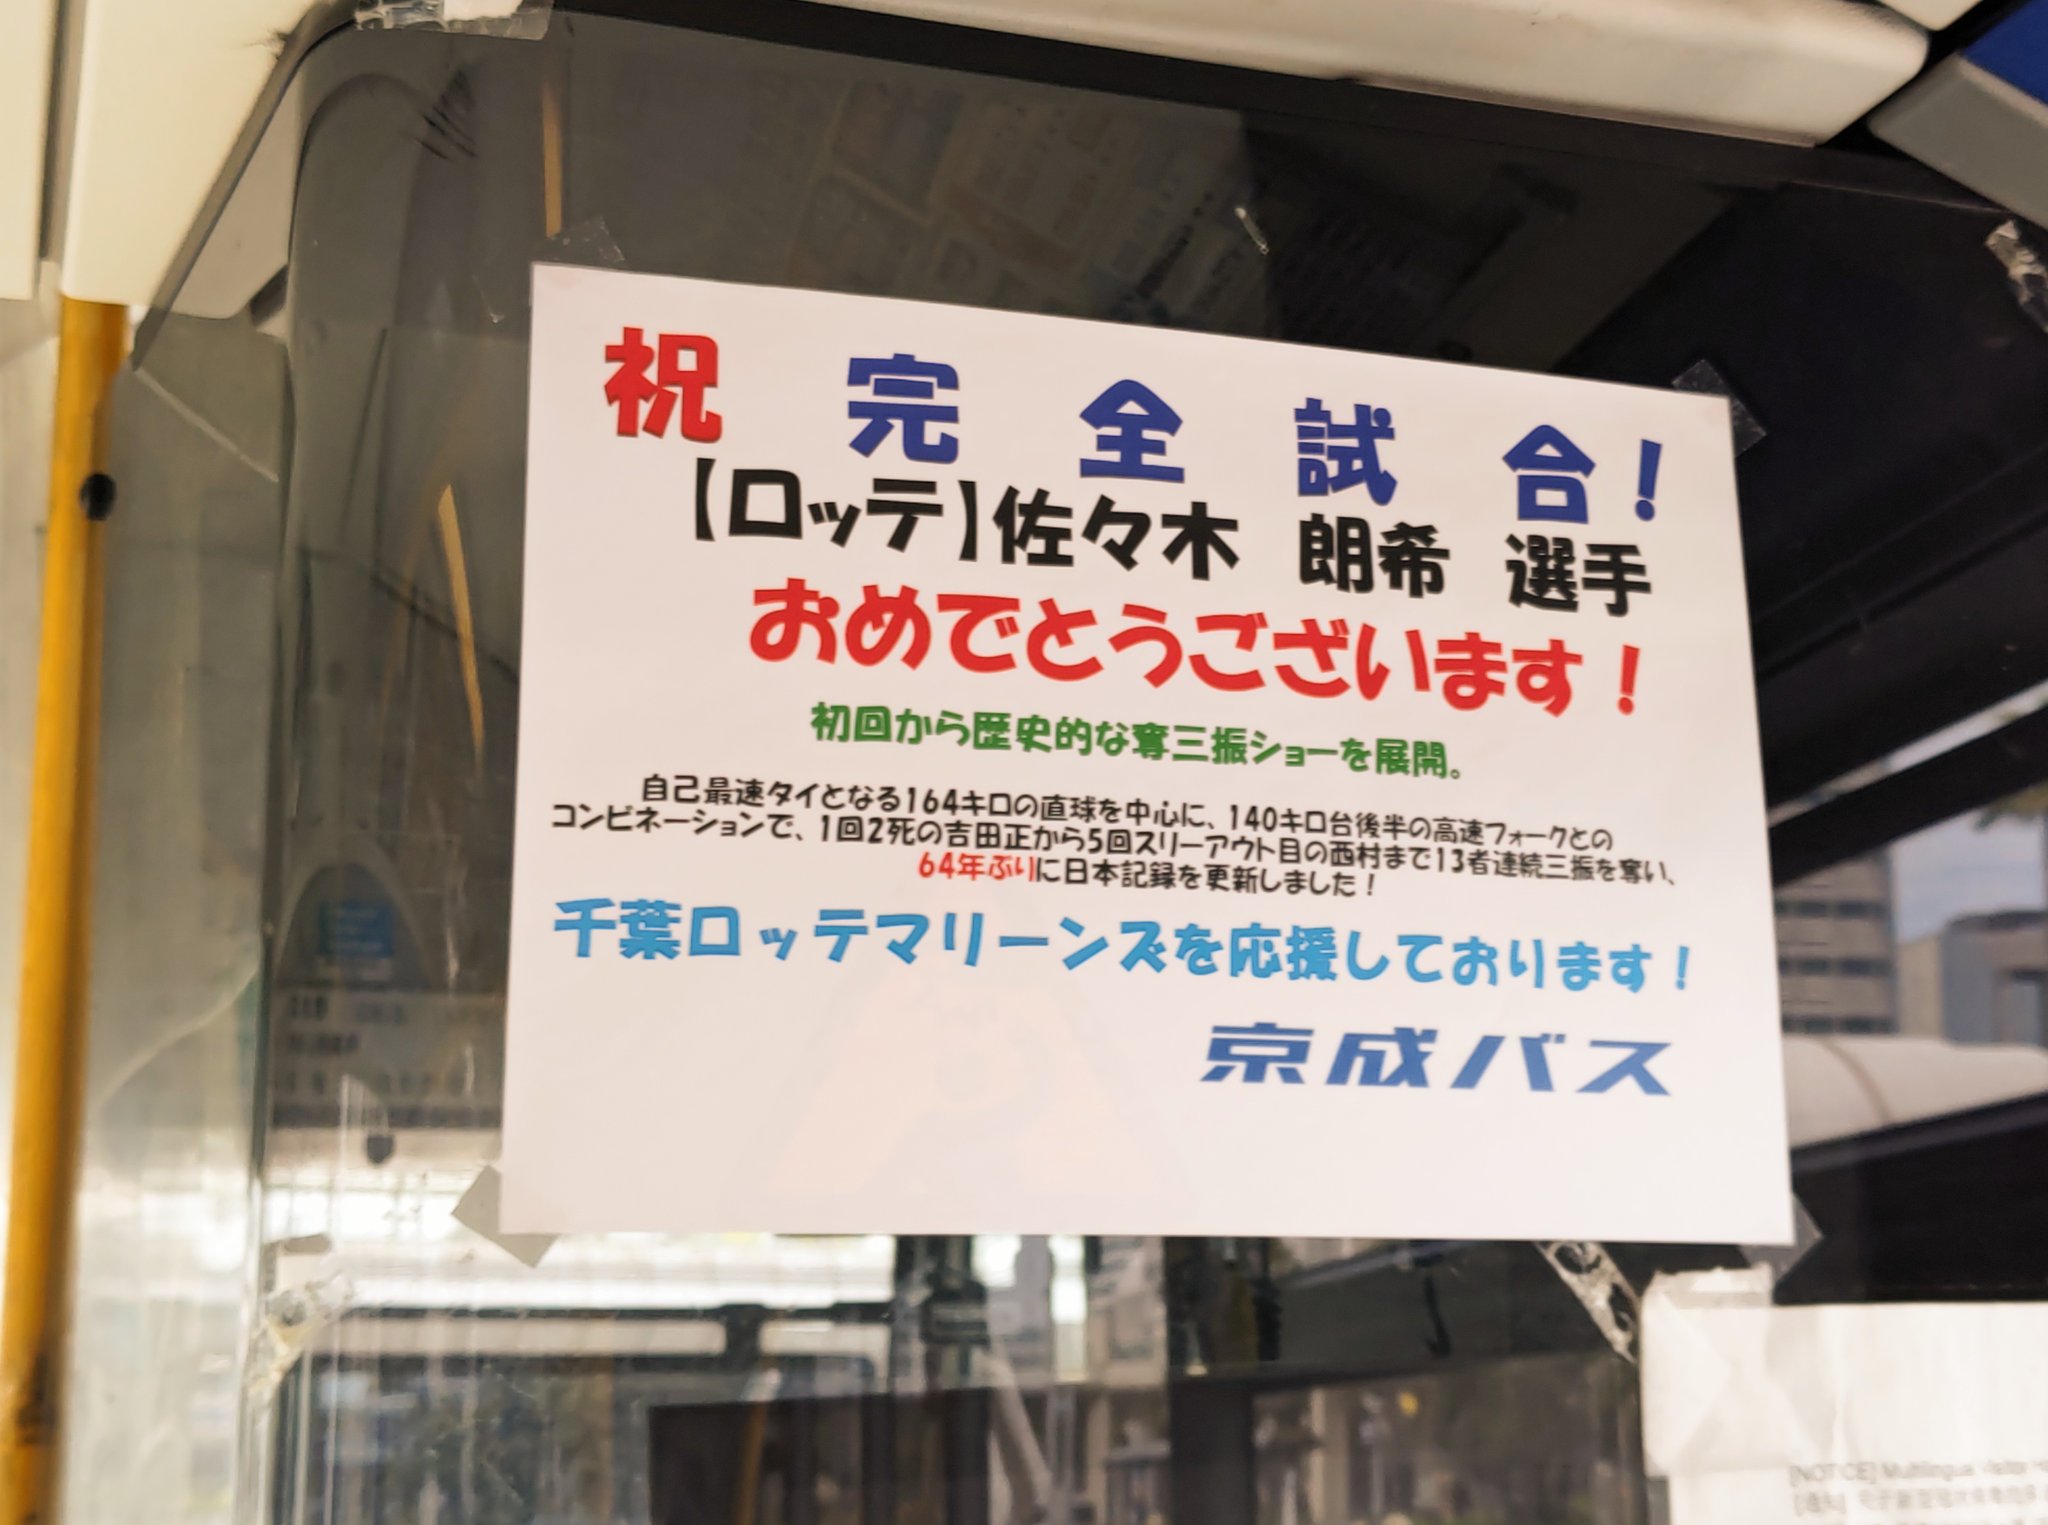 祝 完全試合！
【ロッテ】佐々木 朗希 選手
おめでとうございます！
初回から歴史的な奪三振ショーを展開。
自己最速タイとなる164キロの直球を中心に、140キロ台後半の高速フォークとの
コンビネーションで、1回2死の吉田正から5回スリーアウト目の西村まで13者連続三振を奪い、
64年ぶりに日本記録を更新しました！
千葉ロッテマリーンズを応援しております！
京成バス
[NOTICE] Multilingual